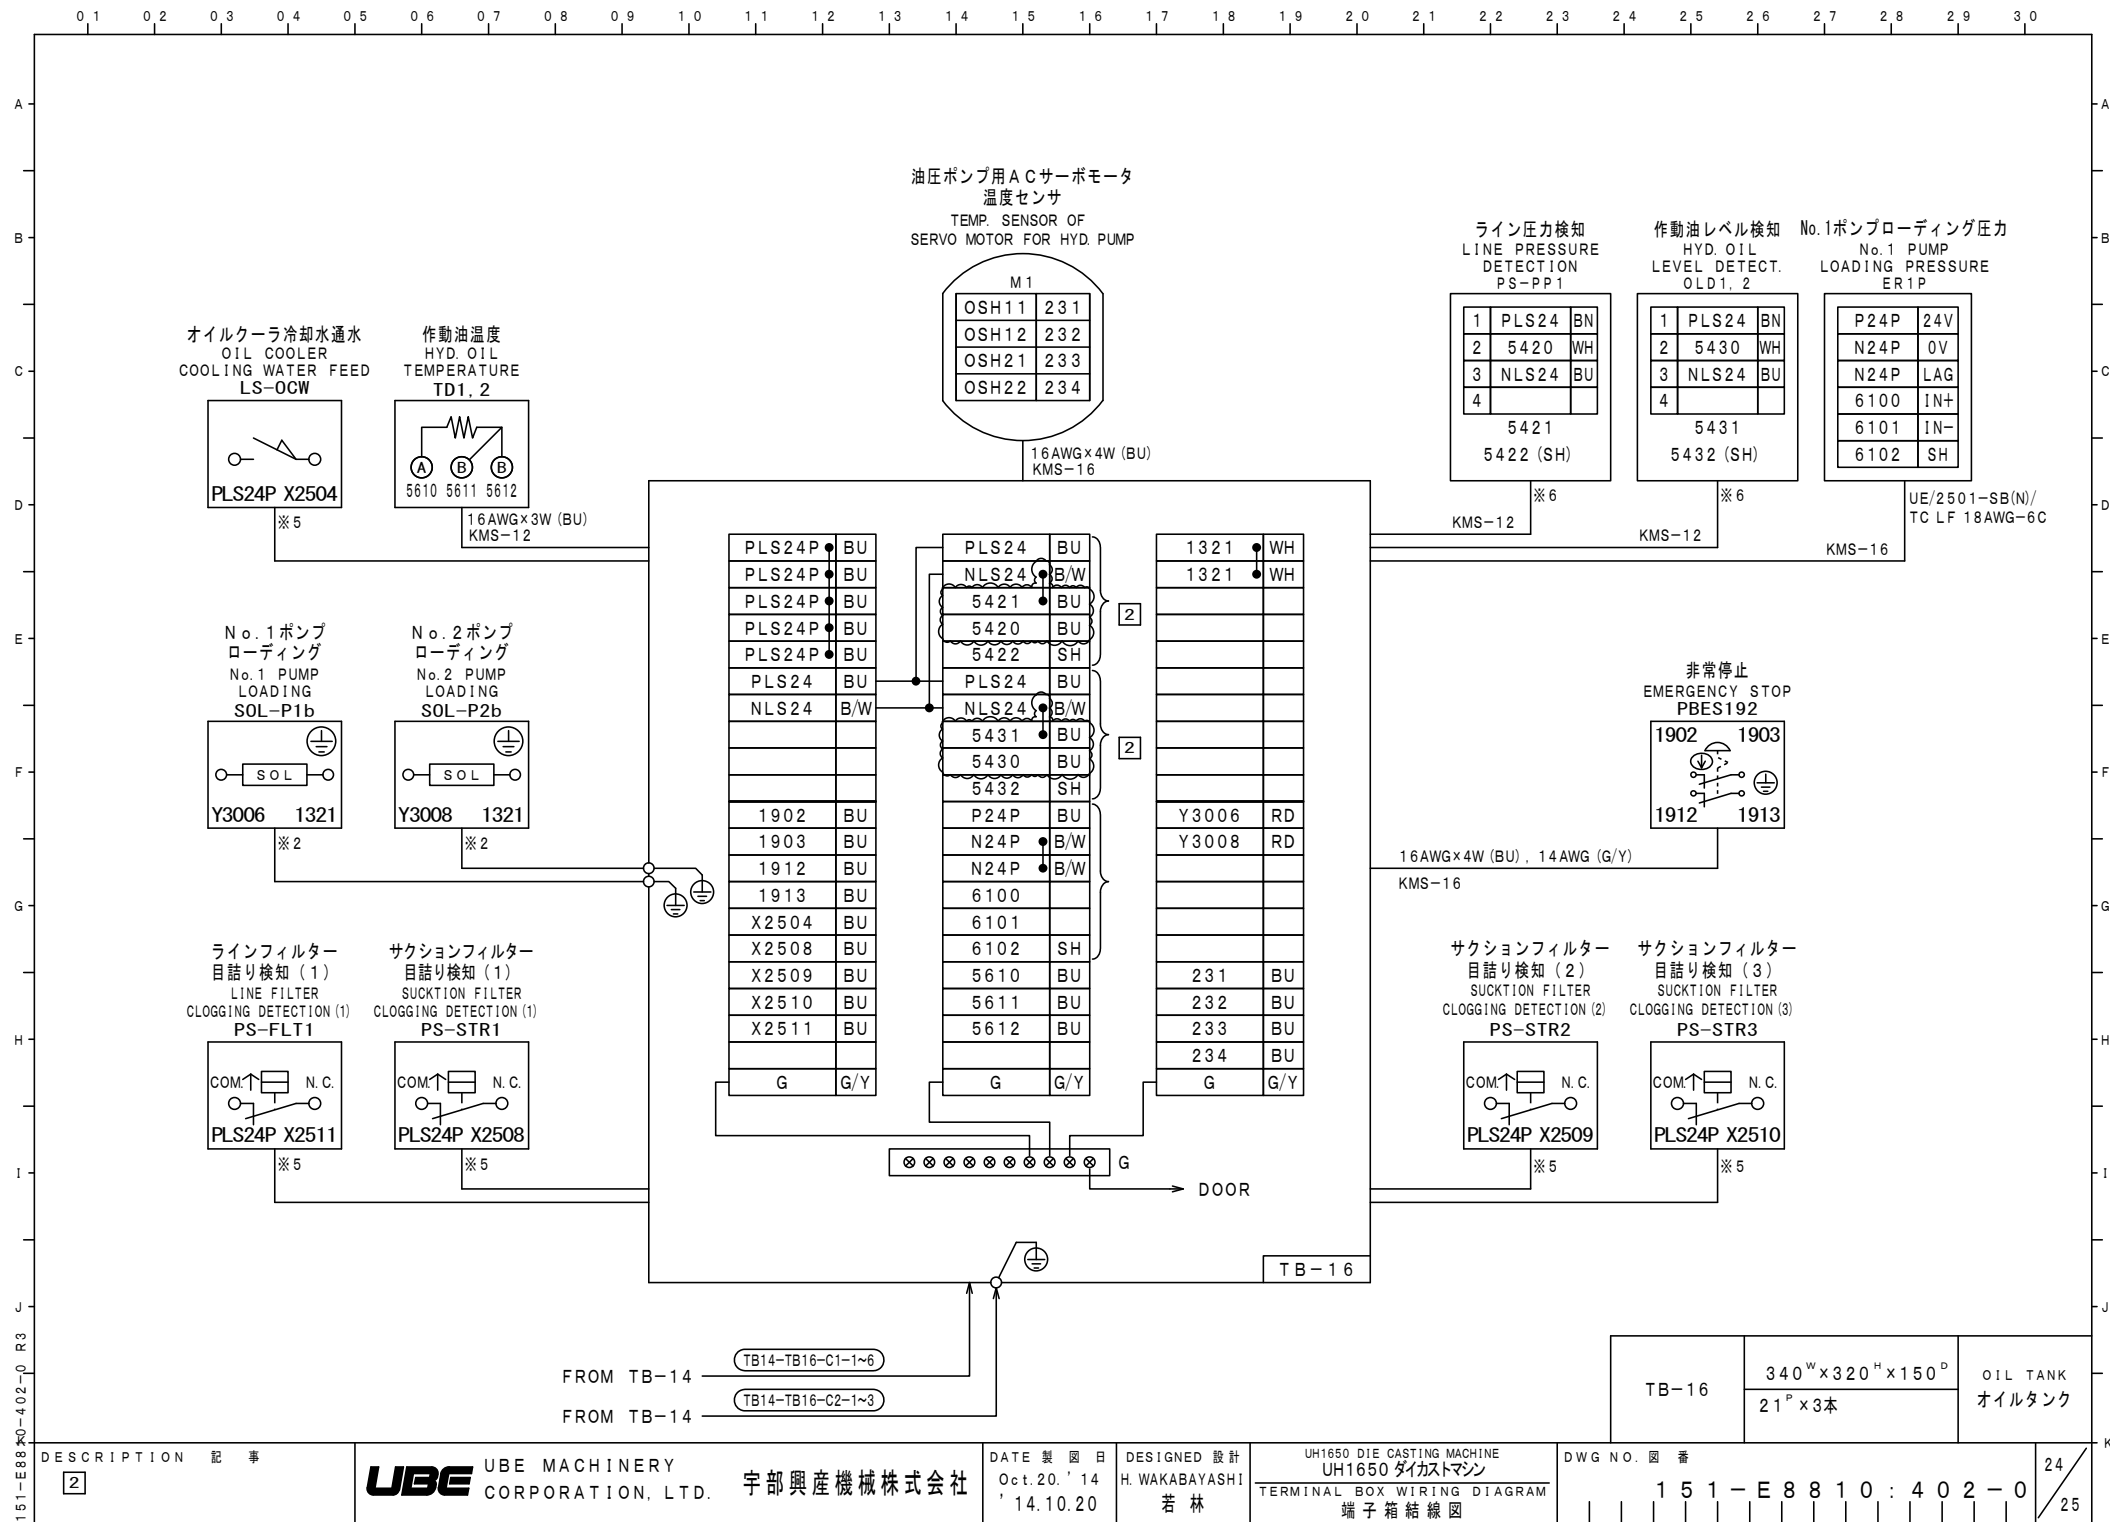 01 02 03 04 05 06 07 08 09 10 11 12 13 14 15 16 17 18 19 20 21 22 23 24 25 26 27 28 29 30
A A
B B
C C
D D
E E
F F
G G
H H
I I
J J
K K
油圧ポンプ用ACサーボモータ
温度センサ
TEMP. SENSOR OF
SERVO MOTOR FOR HYD. PUMP
M1
OSH11 231
OSH12 232
OSH21 233
OSH22 234
16AWG×4W (BU)
KMS-16
オイルクーラ冷却水通水
OIL COOLER
COOLING WATER FEED
LS-OCW
PLS24P X2504
※5
作動油温度
HYD. OIL
TEMPERATURE
TD1, 2
A B B
5610 5611 5612
16AWG×3W (BU)
KMS-12
ライン圧力検知
LINE PRESSURE
DETECTION
PS-PP1
1 PLS24 BN
2 5420 WH
3 NLS24 BU
4
5421
5422 (SH)
※6
KMS-12
作動油レベル検知
HYD. OIL
LEVEL DETECT.
OLD1, 2
1 PLS24 BN
2 5430 WH
3 NLS24 BU
4
5431
5432 (SH)
※6
KMS-12
No.1ポンプローディング圧力
No.1 PUMP
LOADING PRESSURE
ER1P
P24P 24V
N24P 0V
N24P LAG
6100 IN+
6101 IN-
6102 SH
UE/2501-SB(N)/
TC LF 18AWG-6C
KMS-16
No.1ポンプ
ローディング
No.1 PUMP
LOADING
SOL-P1b
SOL
Y3006 1321
※2
No.2ポンプ
ローディング
No.2 PUMP
LOADING
SOL-P2b
SOL
Y3008 1321
※2
ラインフィルター
目詰り検知(1)
LINE FILTER
CLOGGING DETECTION(1)
PS-FLT1
COM. N.C.
PLS24P X2511
※5
サクションフィルター
目詰り検知(1)
SUCKTION FILTER
CLOGGING DETECTION(1)
PS-STR1
COM. N.C.
PLS24P X2508
※5
PLS24P BU
PLS24P BU
PLS24P BU
PLS24P BU
PLS24P BU
PLS24 BU
NLS24 B/W
1902 BU
1903 BU
1912 BU
1913 BU
X2504 BU
X2508 BU
X2509 BU
X2510 BU
X2511 BU
G G/Y
PLS24 BU
NLS24 B/W
5421 BU
5420 BU
5422 SH
2
PLS24 BU
NLS24 B/W
5431 BU
5430 BU
5432 SH
2
P24P BU
N24P B/W
N24P B/W
6100
6101
6102 SH
5610 BU
5611 BU
5612 BU
G G/Y
1321 WH
1321 WH
Y3006 RD
Y3008 RD
231 BU
232 BU
233 BU
234 BU
G G/Y
G
DOOR
TB-16
非常停止
EMERGENCY STOP
PBES192
1902 1903
1912 1913
16AWG×4W (BU), 14AWG (G/Y)
KMS-16
サクションフィルター
目詰り検知(2)
SUCKTION FILTER
CLOGGING DETECTION(2)
PS-STR2
COM. N.C.
PLS24P X2509
※5
サクションフィルター
目詰り検知(3)
SUCKTION FILTER
CLOGGING DETECTION(3)
PS-STR3
COM. N.C.
PLS24P X2510
※5
FROM TB-14 TB14-TB16-C1-1~6
FROM TB-14 TB14-TB16-C2-1~3
TB-16
340W×320H×150D
21P×3本
OIL TANK
オイルタンク
DESCRIPTION 記事
2
UBE
UBE MACHINERY
CORPORATION, LTD.
宇部興産機械株式会社
DATE 製図日
Oct.20.'14
'14.10.20
DESIGNED 設計
H. WAKABAYASHI
若林
UH1650 DIE CASTING MACHINE
UH1650 ダイカストマシン
TERMINAL BOX WIRING DIAGRAM
端子箱結線図
DWG NO. 図番
151-E8810:402-0
24
25
151-E8810-402-0 R3